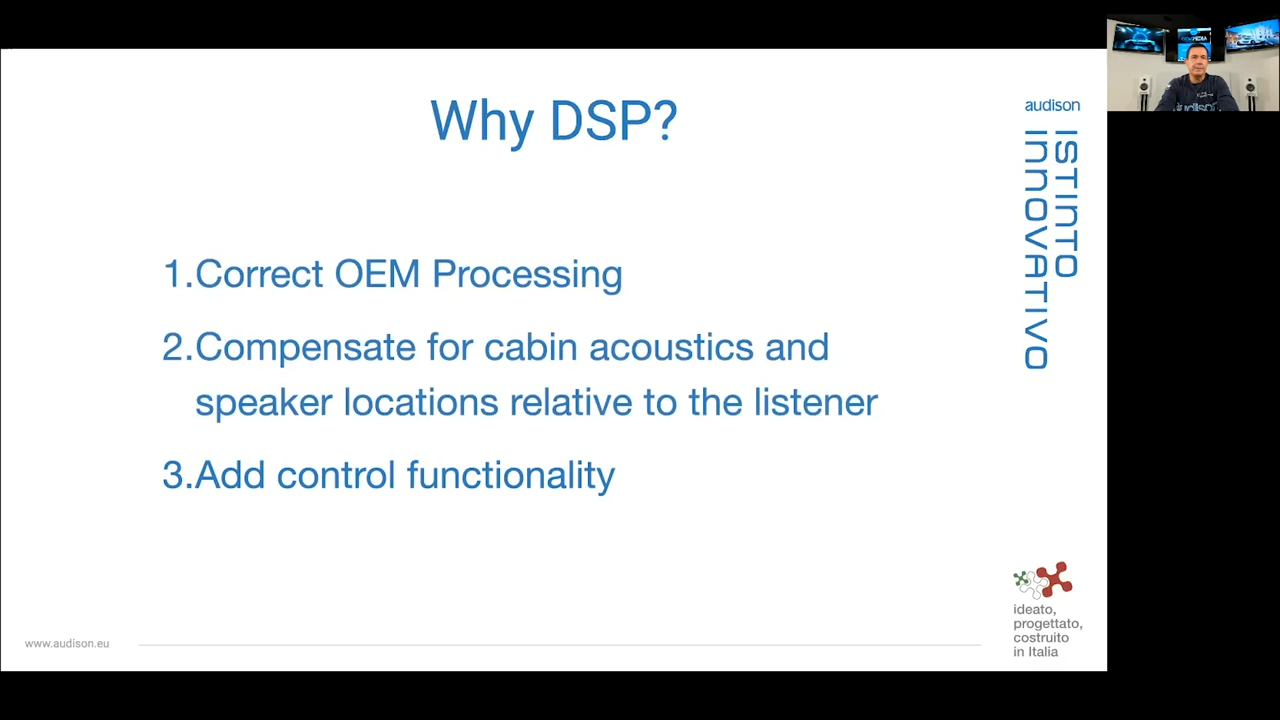 Why DSP?
1.Correct OEM Processing
2.Compensate for cabin acoustics and
speaker locations relative to the listener
3.Add control functionality
audison
ISTINTO
INNOVATIVO
ideato,
progettato,
costruito
in Italia
www.audison.eu
audison